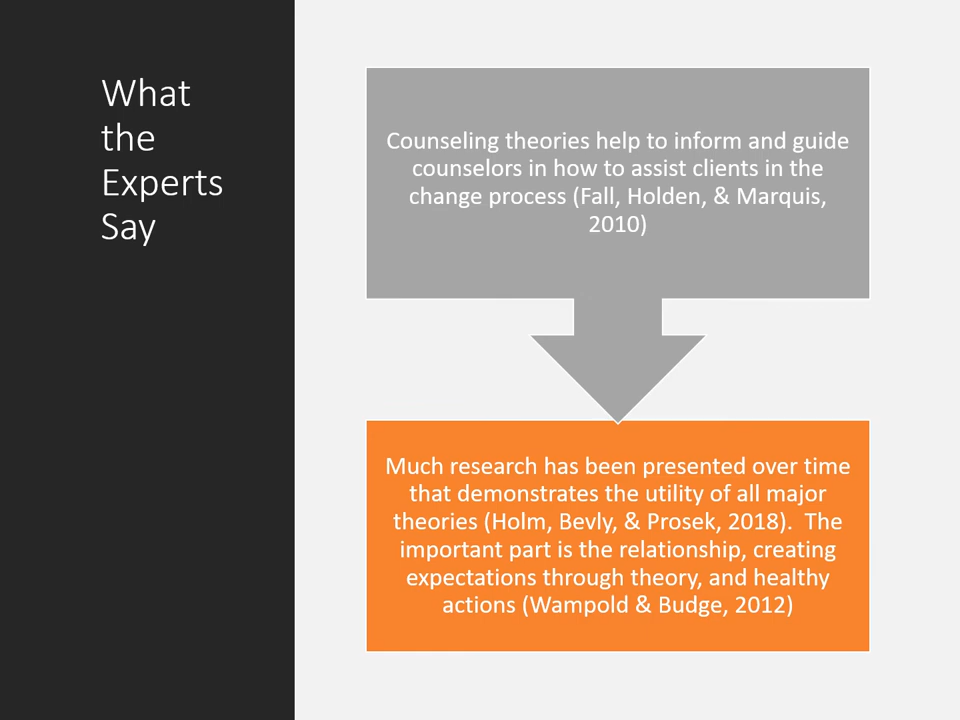 What
the
Experts
Say
Counseling theories help to inform and guide
counselors in how to assist clients in the
change process (Fall, Holden, & Marquis,
2010)
Much research has been presented over time
that demonstrates the utility of all major
theories (Holm, Bevly, & Prosek, 2018).  The
important part is the relationship, creating
expectations through theory, and healthy
actions (Wampold & Budge, 2012)